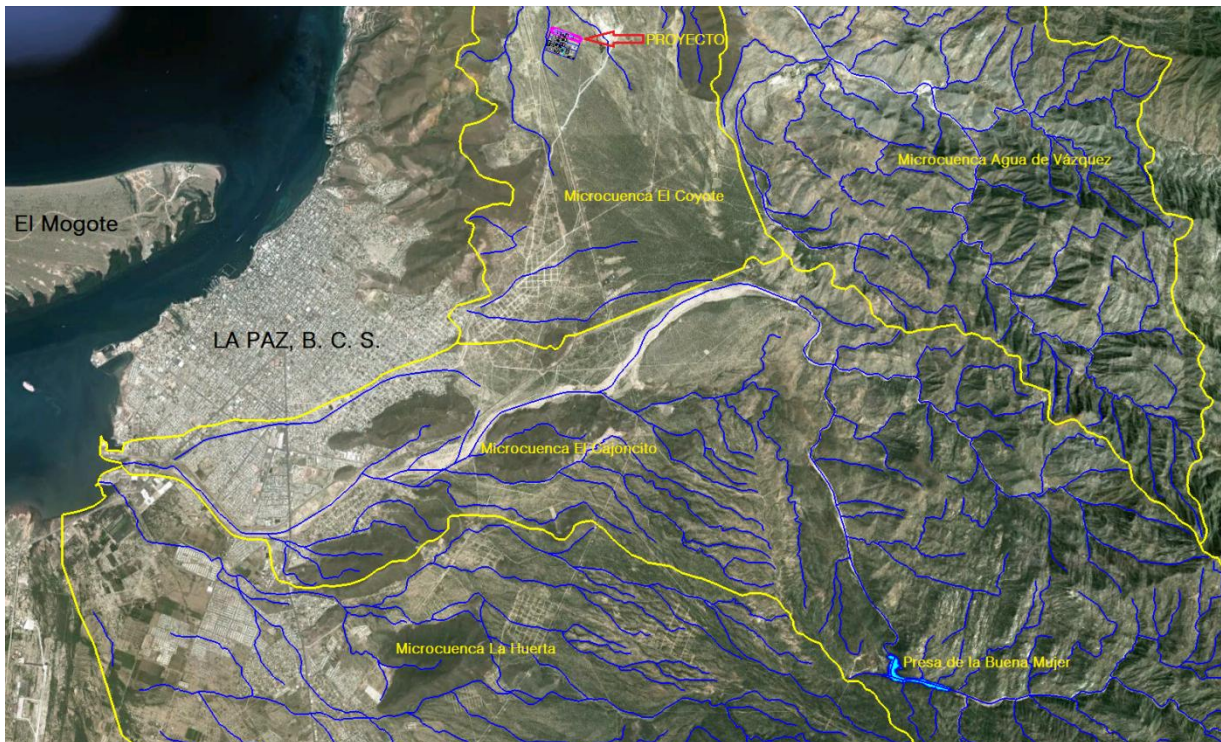 PROYECTO
Microcuenca Agua de Vázquez
Microcuenca El Coyote
El Mogote
LA PAZ, B. C. S.
Microcuenca El Cajoncito
Microcuencá La Huerta
Presa de la Buena Mujer